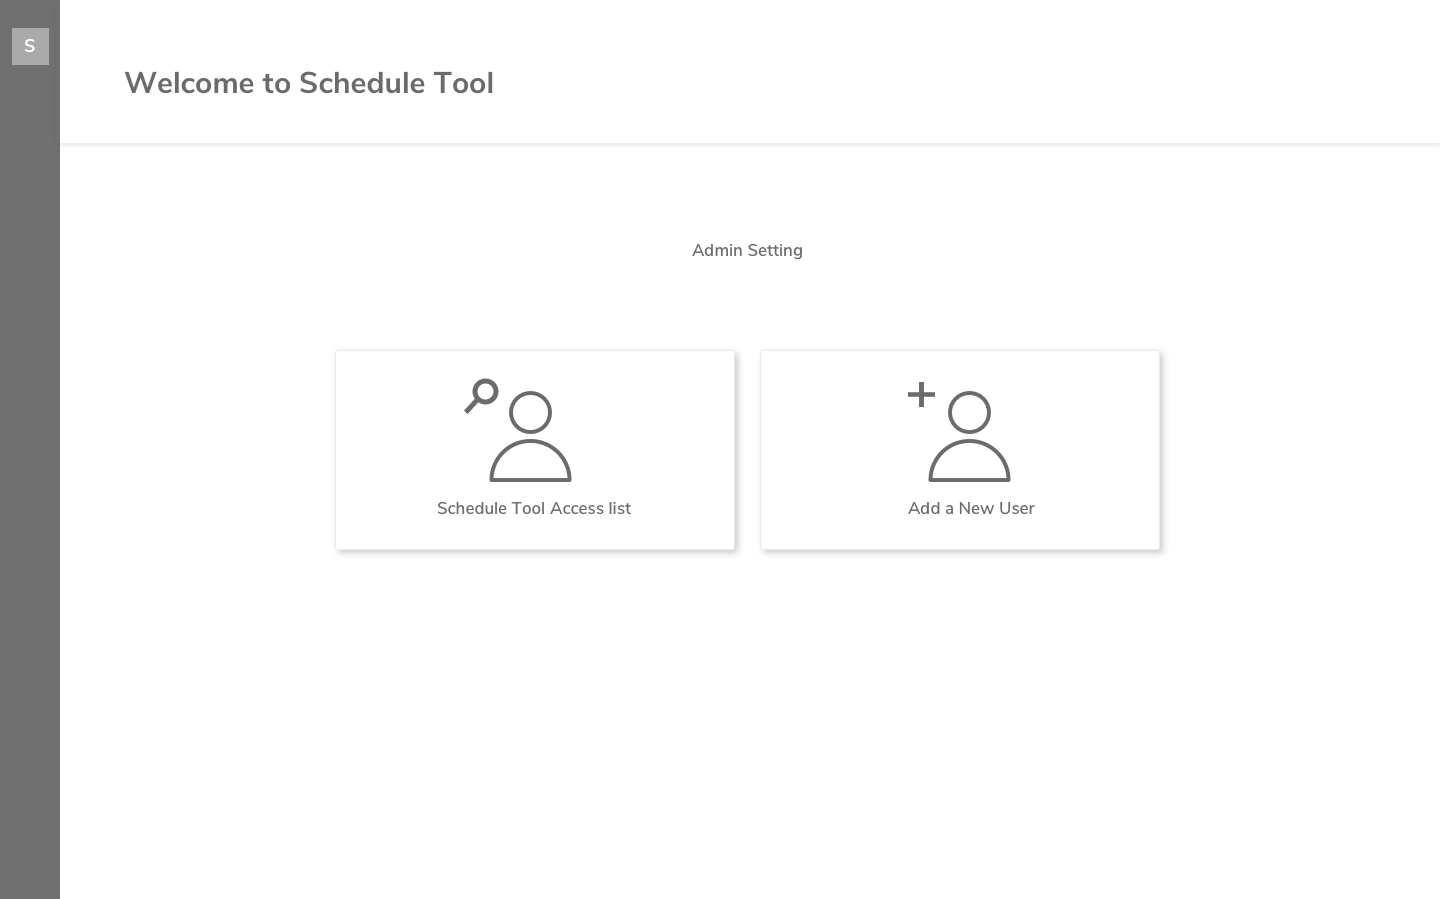 S
Welcome to Schedule Tool
Admin Setting
Schedule Tool Access list
Add a New User